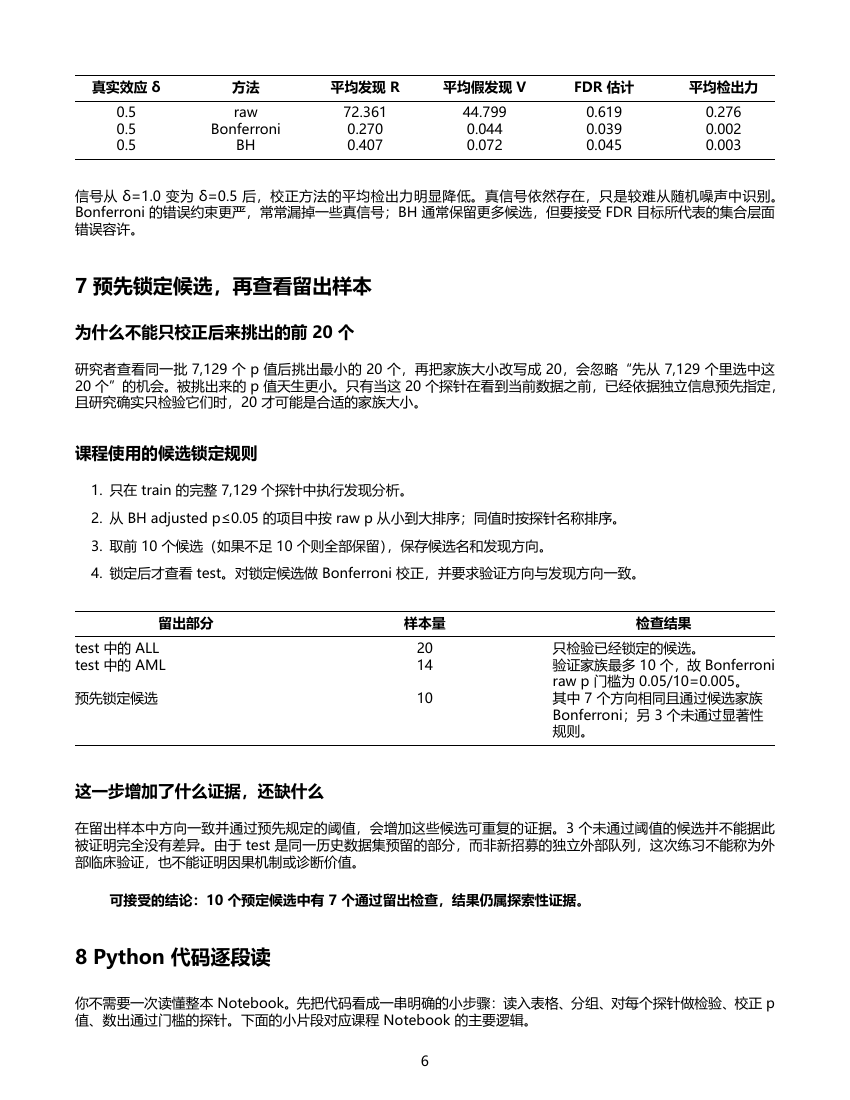 真实效应 δ 方法 平均发现 R 平均假发现 V FDR 估计 平均检出力
0.5 raw 72.361 44.799 0.619 0.276
0.5 Bonferroni 0.270 0.044 0.039 0.002
0.5 BH 0.407 0.072 0.045 0.003
信号从 δ=1.0 变为 δ=0.5 后，校正方法的平均检出力明显降低。真信号依然存在，只是较难从随机噪声中识别。
Bonferroni 的错误约束更严，常常漏掉一些真信号；BH 通常保留更多候选，但要接受 FDR 目标所代表的集合层面
错误容许。
7 预先锁定候选，再查看留出样本
为什么不能只校正后来挑出的前 20 个
研究者查看同一批 7,129 个 p 值后挑出最小的 20 个，再把家族大小改写成 20，会忽略“先从 7,129 个里选中这
20 个”的机会。被挑出来的 p 值天生更小。只有当这 20 个探针在看到当前数据之前，已经依据独立信息预先指定，
且研究确实只检验它们时，20 才可能是合适的家族大小。
课程使用的候选锁定规则
1. 只在 train 的完整 7,129 个探针中执行发现分析。
2. 从 BH adjusted p≤0.05 的项目中按 raw p 从小到大排序；同值时按探针名称排序。
3. 取前 10 个候选（如果不足 10 个则全部保留），保存候选名和发现方向。
4. 锁定后才查看 test。对锁定候选做 Bonferroni 校正，并要求验证方向与发现方向一致。
留出部分 样本量 检查结果
test 中的 ALL 20 只检验已经锁定的候选。
test 中的 AML 14 验证家族最多 10 个，故 Bonferroni
raw p 门槛为 0.05/10=0.005。
预先锁定候选 10 其中 7 个方向相同且通过候选家族
Bonferroni；另 3 个未通过显著性
规则。
这一步增加了什么证据，还缺什么
在留出样本中方向一致并通过预先规定的阈值，会增加这些候选可重复的证据。3 个未通过阈值的候选并不能据此
被证明完全没有差异。由于 test 是同一历史数据集预留的部分，而非新招募的独立外部队列，这次练习不能称为外
部临床验证，也不能证明因果机制或诊断价值。
可接受的结论：10 个预定候选中有 7 个通过留出检查，结果仍属探索性证据。
8 Python 代码逐段读
你不需要一次读懂整本 Notebook。先把代码看成一串明确的小步骤：读入表格、分组、对每个探针做检验、校正 p
值、数出通过门槛的探针。下面的小片段对应课程 Notebook 的主要逻辑。
6